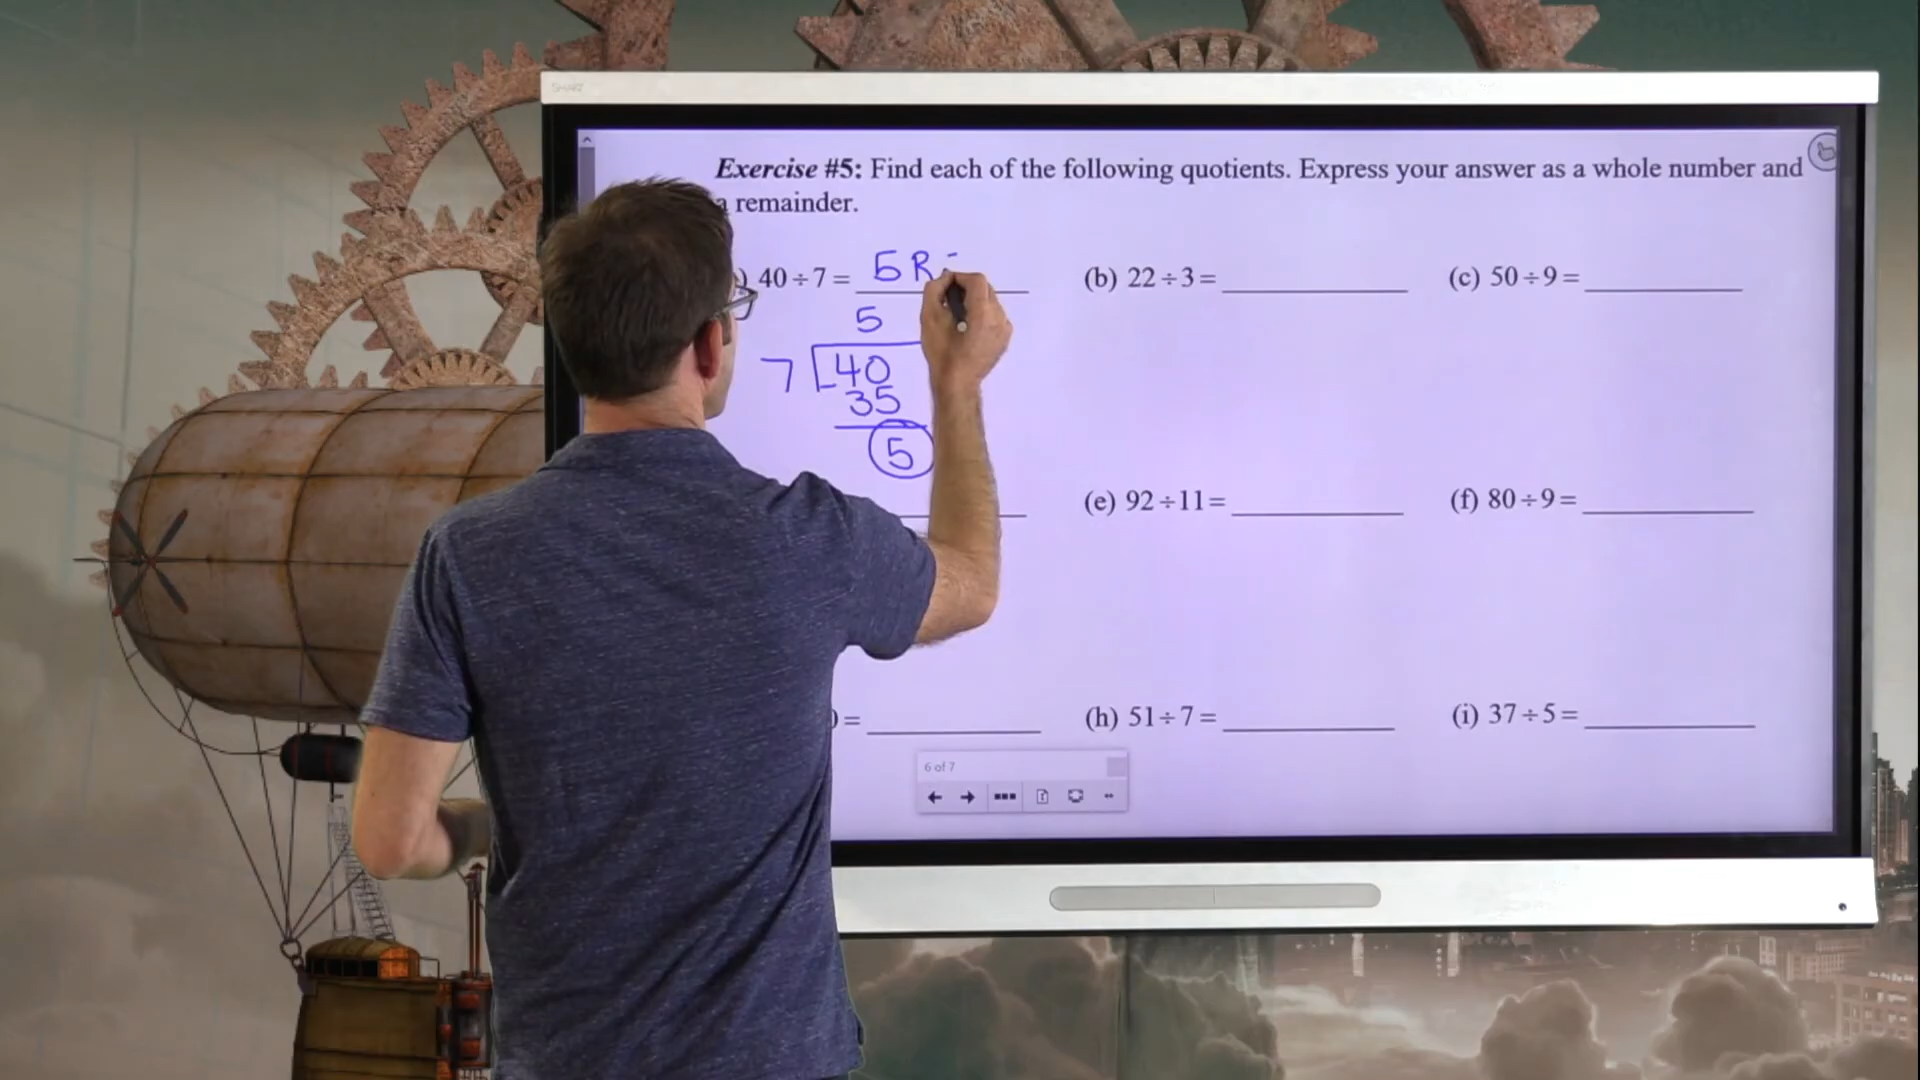 SMART
Exercise #5: Find each of the following quotients. Express your answer as a whole number and
a remainder.
) 40÷7= 5 R
(b) 22÷3=
(c) 50÷9=
5
7 40
35
5
(e) 92÷11=
(f) 80÷9=
)=
(h) 51÷7=
(i) 37÷5=
6 of 7